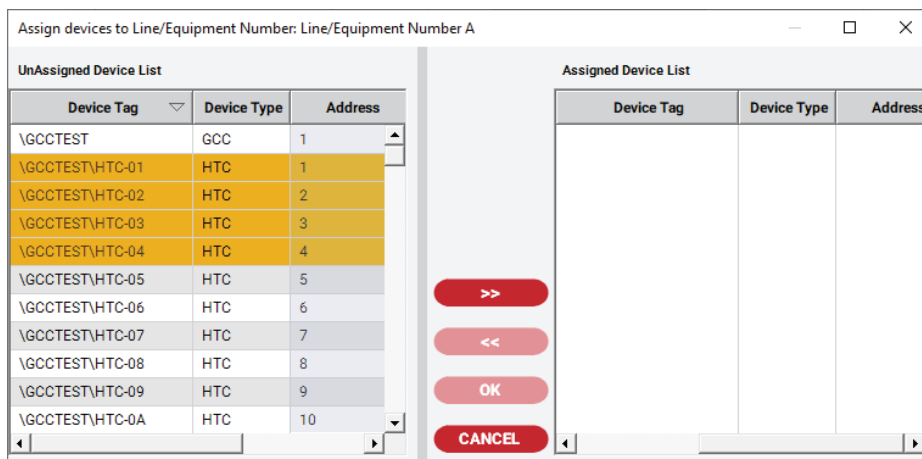 Assign devices to Line/Equipment Number: Line/Equipment Number A
UnAssigned Device List
Device Tag Device Type Address
\GCCTEST GCC 1
\GCCTEST\HTC-01 HTC 1
\GCCTEST\HTC-02 HTC 2
\GCCTEST\HTC-03 HTC 3
\GCCTEST\HTC-04 HTC 4
\GCCTEST\HTC-05 HTC 5
\GCCTEST\HTC-06 HTC 6
\GCCTEST\HTC-07 HTC 7
\GCCTEST\HTC-08 HTC 8
\GCCTEST\HTC-09 HTC 9
\GCCTEST\HTC-0A HTC 10
>>
<<
OK
CANCEL
Assigned Device List
Device Tag Device Type Address